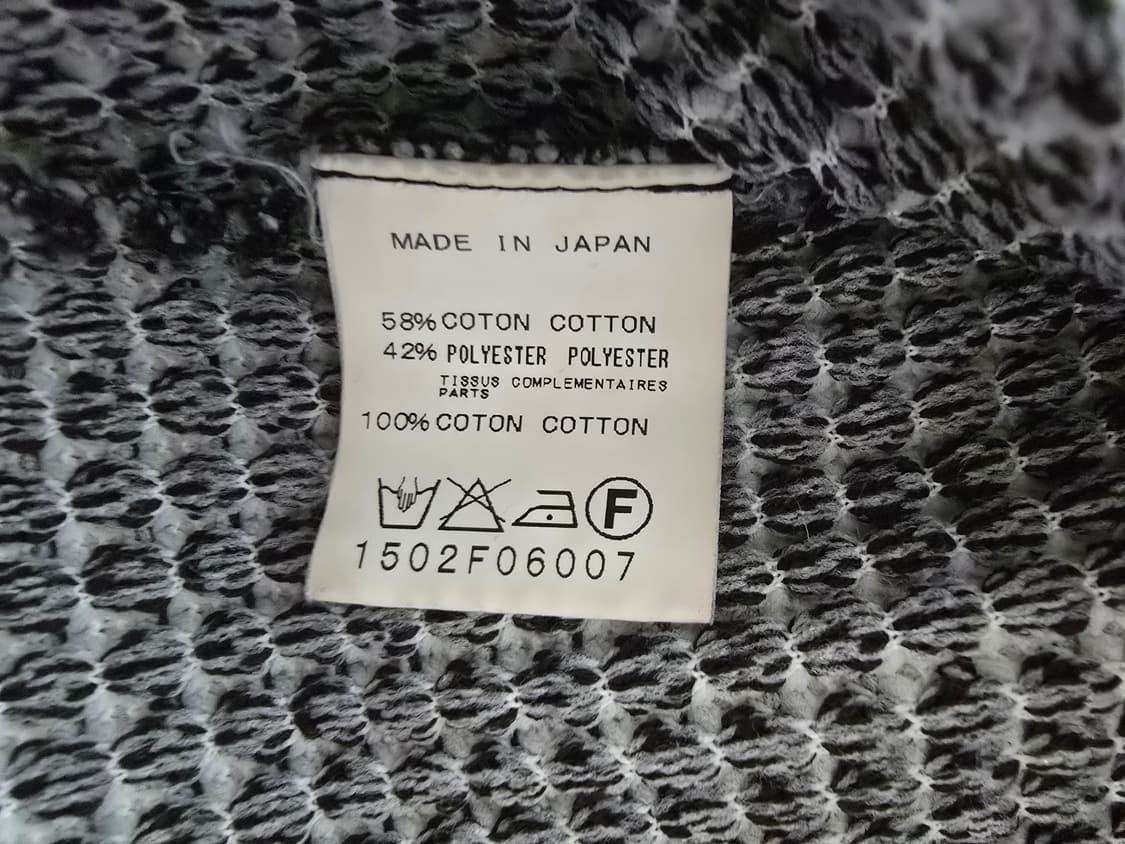 MADE IN JAPAN
58% COTON COTTON
42% POLYESTER POLYESTER
TISSUS COMPLEMENTAIRES
PARTS
100% COTON COTTON
F
1502F06007